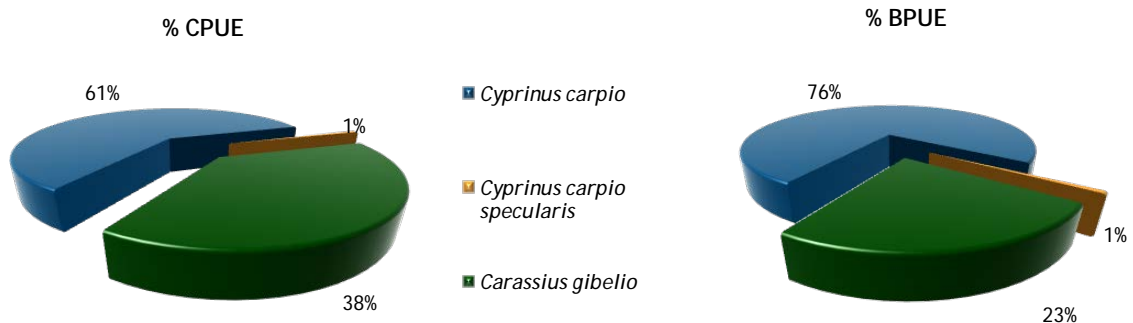 % CPUE
61%
1%
38%
Cyprinus carpio
Cyprinus carpio
specularis
Carassius gibelio
% BPUE
76%
1%
23%